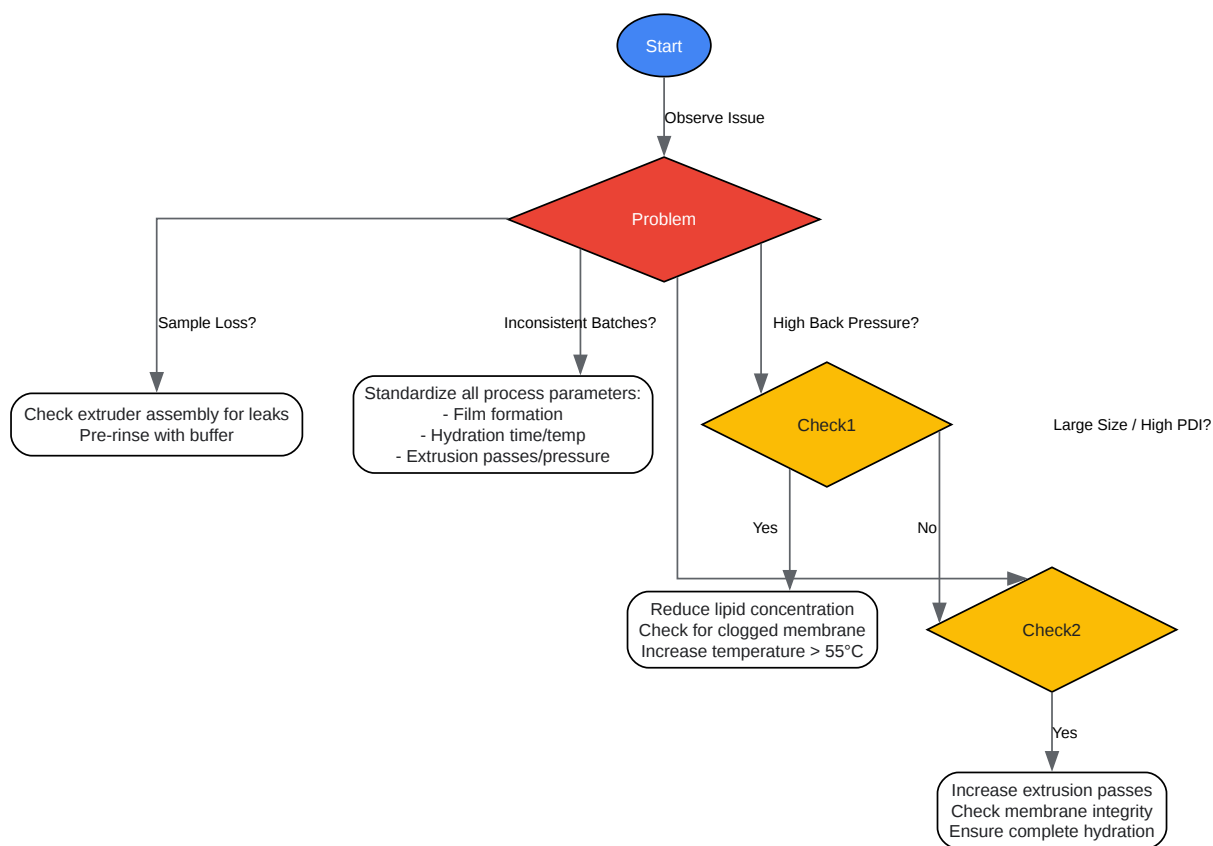 Start
Observe Issue
Problem
Sample Loss?
Inconsistent Batches?
High Back Pressure?
Check extruder assembly for leaks
Pre-rinse with buffer
Standardize all process parameters:
- Film formation
- Hydration time/temp
- Extrusion passes/pressure
Check1
Large Size / High PDI?
Yes
No
Reduce lipid concentration
Check for clogged membrane
Increase temperature > 55°C
Check2
Yes
Increase extrusion passes
Check membrane integrity
Ensure complete hydration